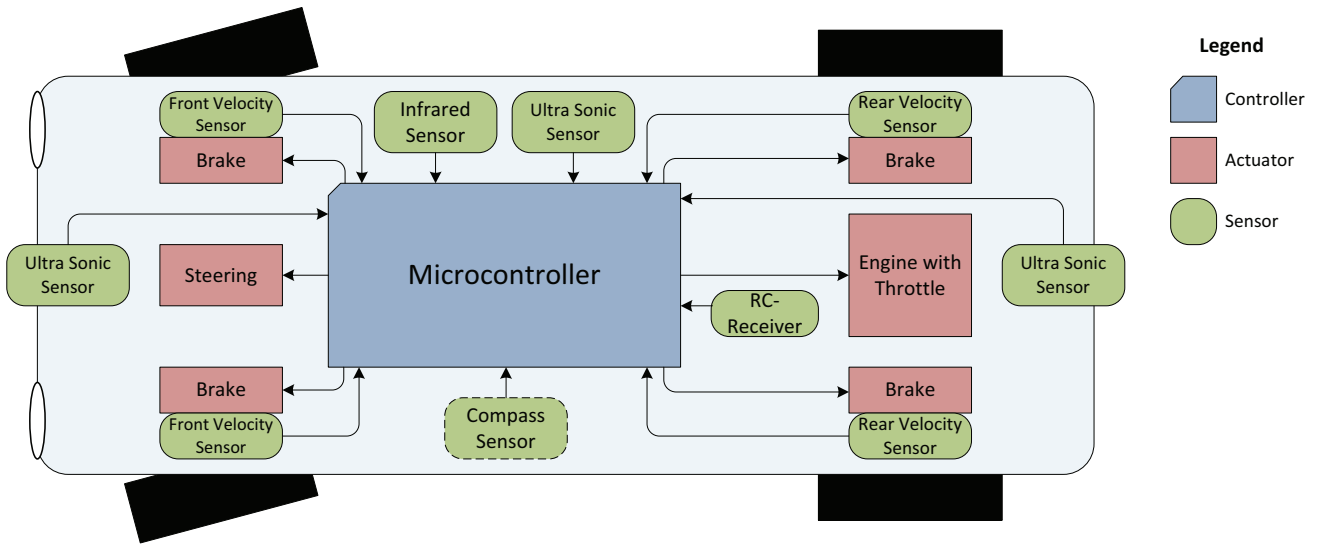 Legend
Controller
Actuator
Sensor
Front Velocity
Sensor
Brake
Infrared
Sensor
Ultra Sonic
Sensor
Rear Velocity
Sensor
Brake
Ultra Sonic
Sensor
Steering
Microcontroller
Engine with
Throttle
RC-
Receiver
Ultra Sonic
Sensor
Brake
Front Velocity
Sensor
Compass
Sensor
Brake
Rear Velocity
Sensor